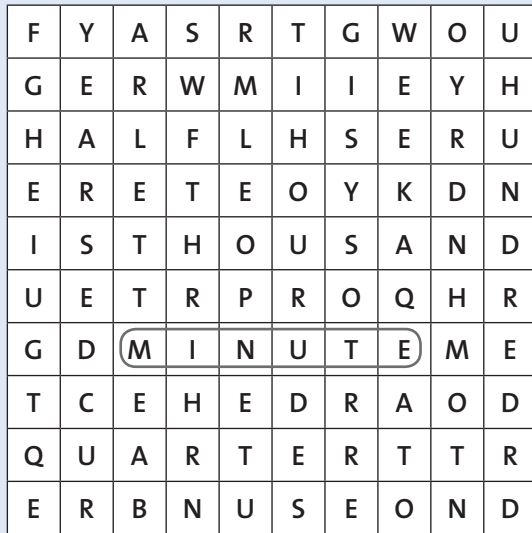 F Y A S R T G W O U
G E R W M I I E Y H
H A L F L H S E R U
E R E T E O Y K D N
I S T H O U S A N D
U E T R P R O Q H R
G D M I N U T E M E
T C E H E D R A O D
Q U A R T E R T T R
E R B N U S E O N D